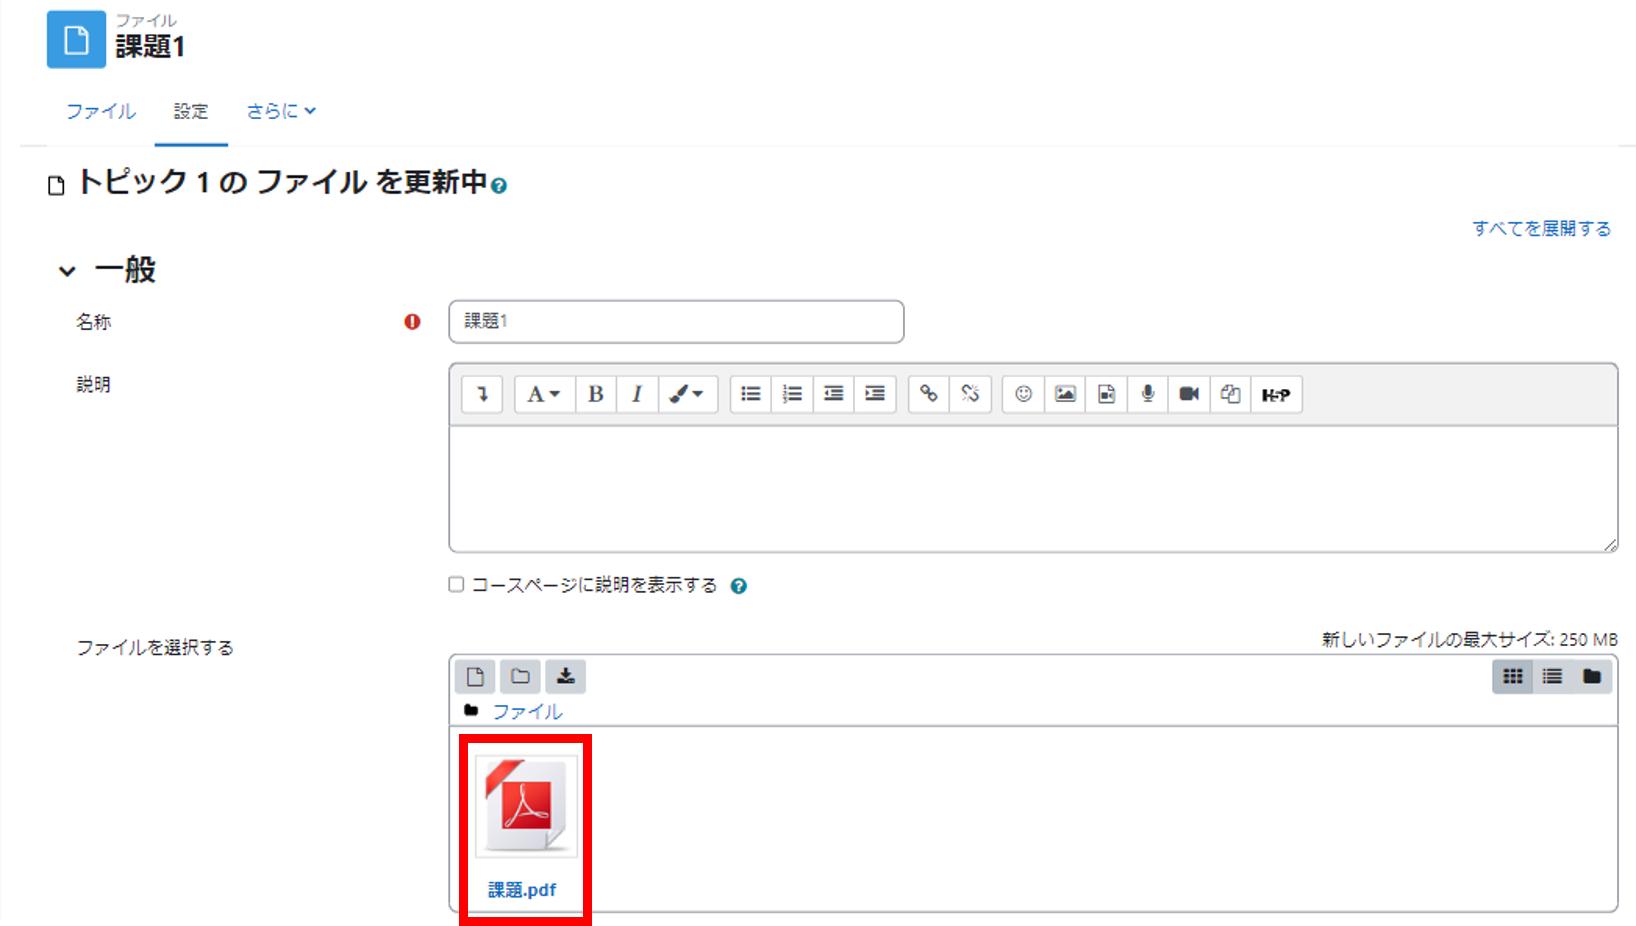 ファイル
課題1
ファイル 設定 さらに
トピック 1 の ファイル を更新中
すべてを展開する
一般
名称
課題1
説明
A B I H5P
コースページに説明を表示する
ファイルを選択する
新しいファイルの最大サイズ: 250 MB
ファイル
課題.pdf